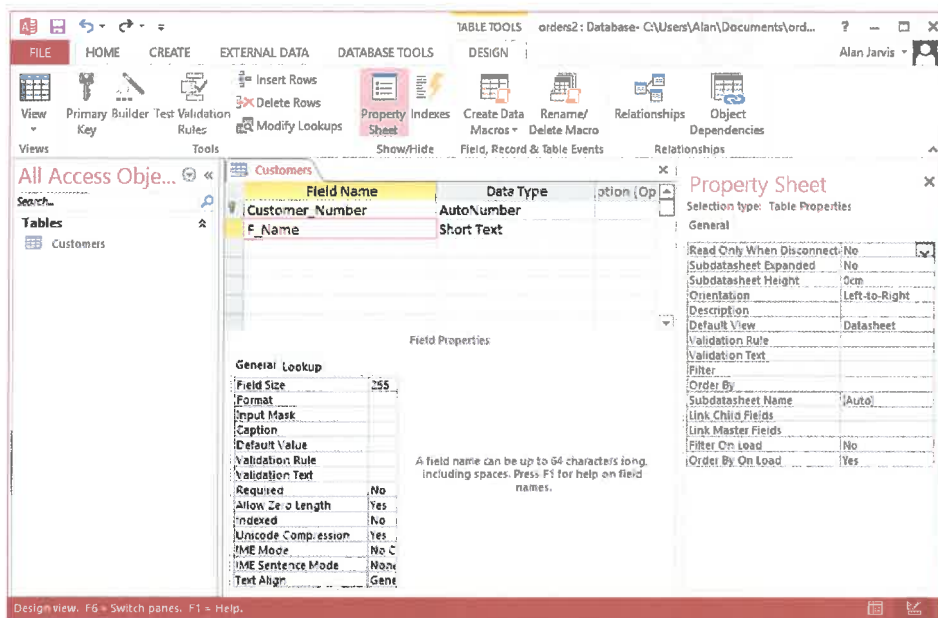 TABLE TOOLS orders2 : Database- C:\Users\Alan\Documents\ord... ?
FILE HOME CREATE EXTERNAL DATA DATABASE TOOLS DESIGN Alan Jarvis
View
Primary Key
Builder
Test Validation Rules
Insert Rows
Delete Rows
Modify Lookups
Property Sheet
Indexes
Create Data Macros
Rename/ Delete Macro
Relationships
Object Dependencies
Views Tools Show/Hide Field, Record & Table Events Relationships
All Access Obje...
Search...
Tables
Customers
Customers
Field Name Data Type ption (Op
Customer_Number AutoNumber
F_Name Short Text
Field Properties
General Lookup
Field Size 255
Format
Input Mask
Caption
Default Value
Validation Rule
Validation Text
Required No
Allow Zero Length Yes
Indexed No
Unicode Compression Yes
IME Mode No C
IME Sentence Mode None
Text Align Gene
A field name can be up to 64 characters long,
including spaces. Press F1 for help on field
names.
Property Sheet
Selection type: Table Properties
General
Read Only When Disconnect No
Subdatasheet Expanded No
Subdatasheet Height 0cm
Orientation Left-to-Right
Description
Default View Datasheet
Validation Rule
Validation Text
Filter
Order By
Subdatasheet Name [Auto]
Link Child Fields
Link Master Fields
Filter On Load No
Order By On Load Yes
Design view. F6 = Switch panes. F1 = Help.